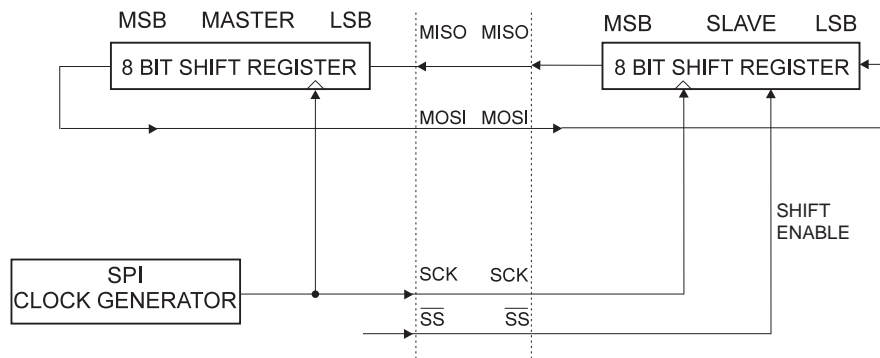 MSB MASTER LSB
MISO MISO
MSB SLAVE LSB
8 BIT SHIFT REGISTER
8 BIT SHIFT REGISTER
MOSI MOSI
SHIFT
ENABLE
SPI
CLOCK GENERATOR
SCK SCK
SS SS